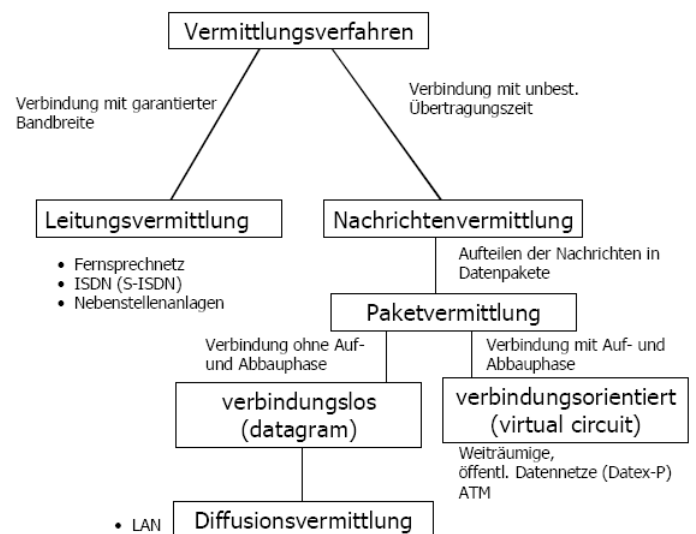 Vermittlungsverfahren
Verbindung mit garantierter
Bandbreite
Verbindung mit unbest.
Übertragungszeit
Leitungsvermittlung
Nachrichtenvermittlung
• Fernsprechnetz
• ISDN (S-ISDN)
• Nebenstellenanlagen
Aufteilen der Nachrichten in
Datenpakete
Paketvermittlung
Verbindung ohne Auf-
und Abbauphase
Verbindung mit Auf- und
Abbauphase
verbindungslos
(datagram)
verbindungsorientiert
(virtual circuit)
Weiträumige,
öffentl. Datennetze (Datex-P)
ATM
• LAN
Diffusionsvermittlung